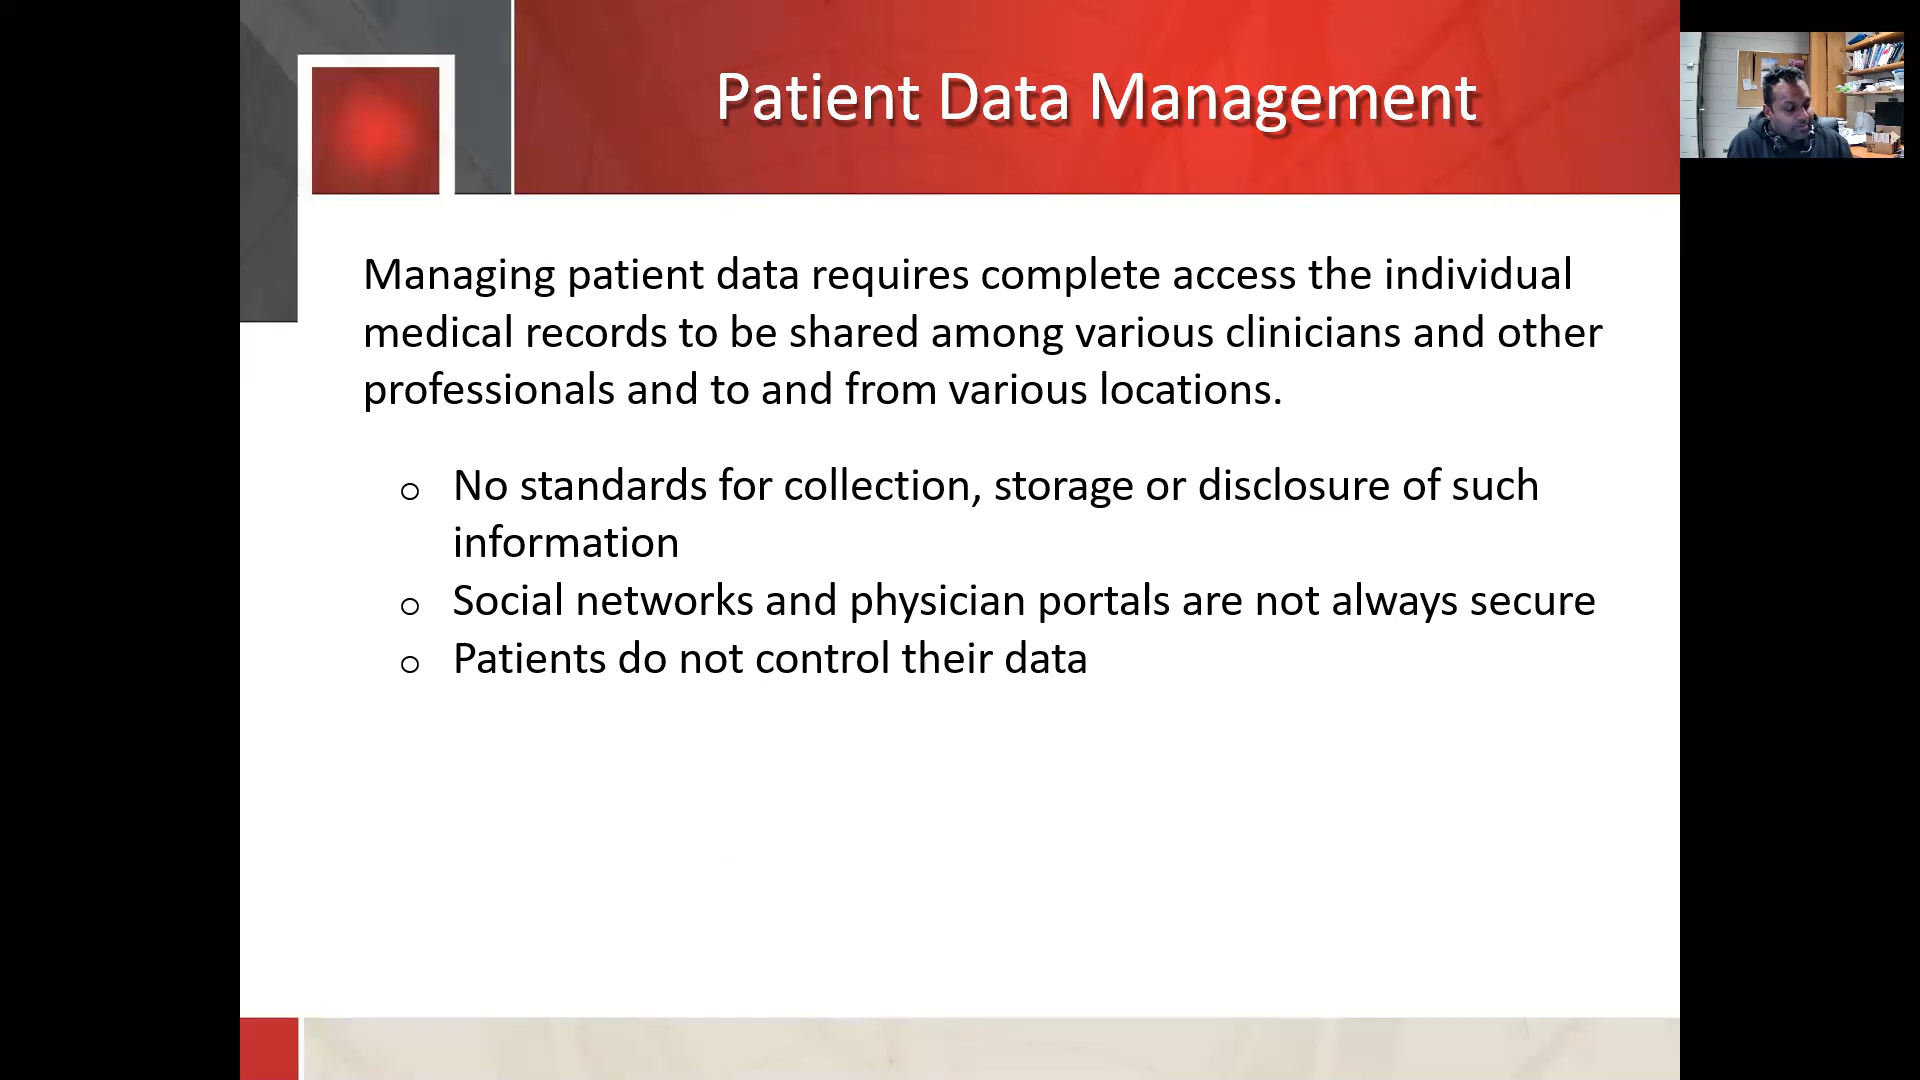 Patient Data Management
Managing patient data requires complete access the individual
medical records to be shared among various clinicians and other
professionals and to and from various locations.
o No standards for collection, storage or disclosure of such
information
o Social networks and physician portals are not always secure
o Patients do not control their data